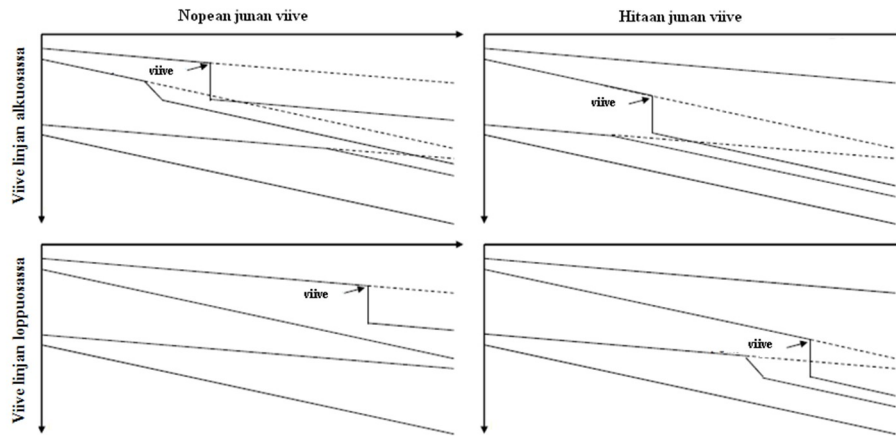 Nopean junan viive
Hitaan junan viive
Viive linjan alkuosassa
viive
viive
Viive linjan loppuosassa
viive
viive